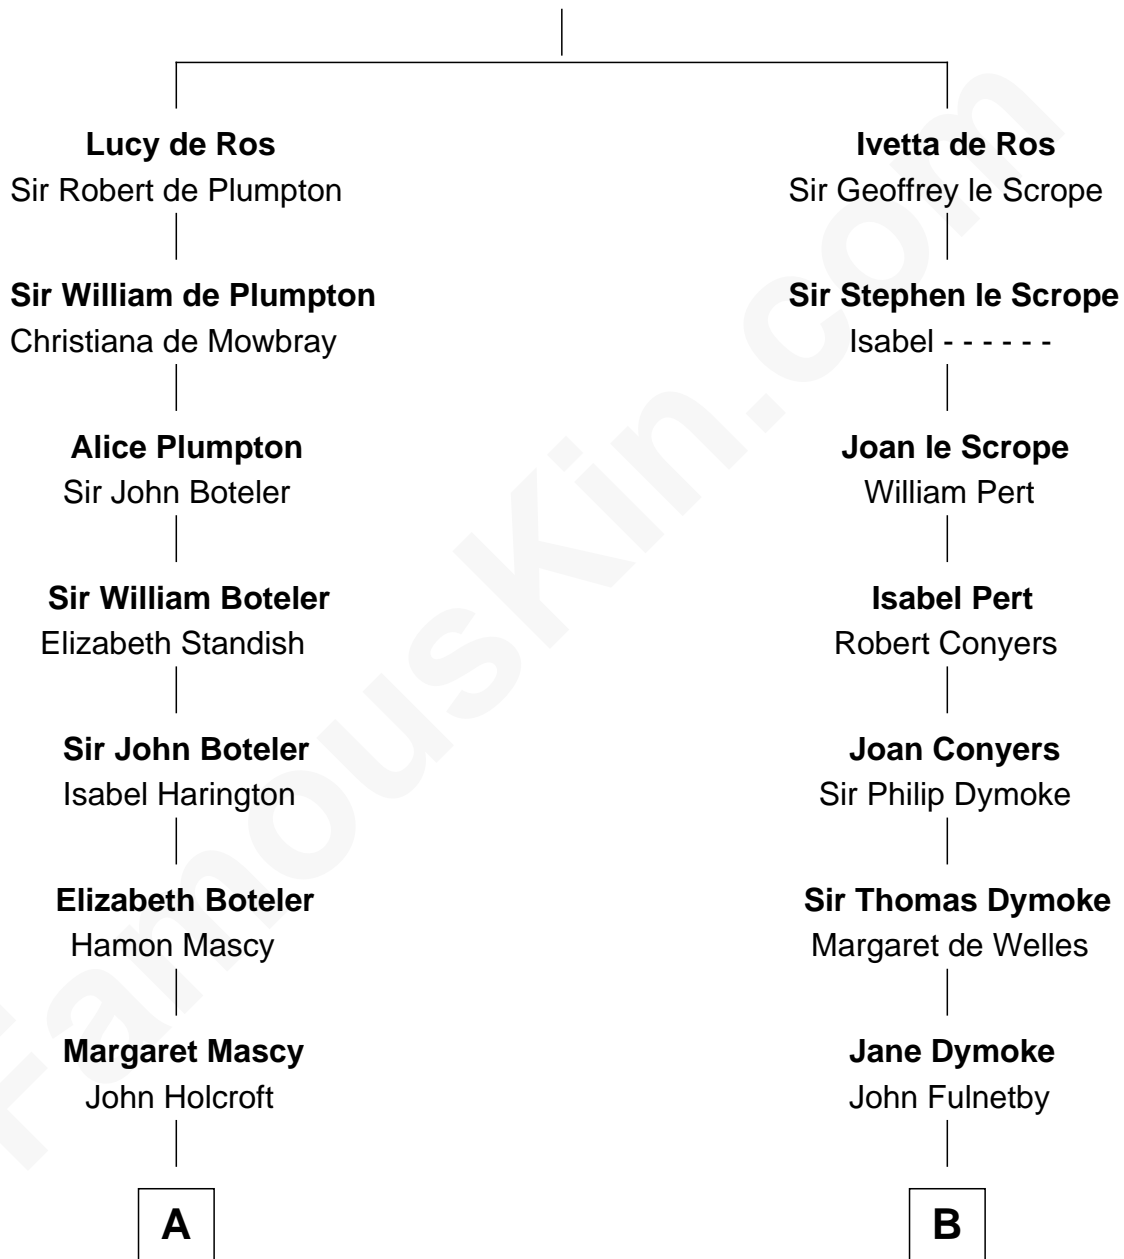 Lucy de Ros
Sir Robert de Plumpton
Sir William de Plumpton
Christiana de Mowbray
Alice Plumpton
Sir John Boteler
Sir William Boteler
Elizabeth Standish
Sir John Boteler
Isabel Harington
Elizabeth Boteler
Hamon Mascy
Margaret Mascy
John Holcroft
A
Ivetta de Ros
Sir Geoffrey le Scrope
Sir Stephen le Scrope
Isabel - - - - - -
Joan le Scrope
William Pert
Isabel Pert
Robert Conyers
Joan Conyers
Sir Philip Dymoke
Sir Thomas Dymoke
Margaret de Welles
Jane Dymoke
John Fulnetby
B
FamousKin.com